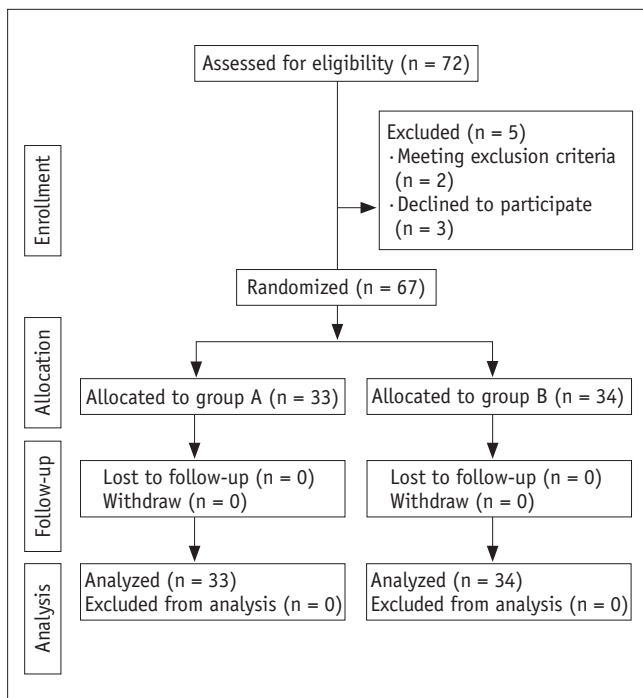 Assessed for eligibility (n = 72)
Enrollment
Excluded (n = 5)
· Meeting exclusion criteria
(n = 2)
· Declined to participate
(n = 3)
Randomized (n = 67)
Allocation
Allocated to group A (n = 33)
Allocated to group B (n = 34)
Follow-up
Lost to follow-up (n = 0)
Withdraw (n = 0)
Lost to follow-up (n = 0)
Withdraw (n = 0)
Analysis
Analyzed (n = 33)
Excluded from analysis (n = 0)
Analyzed (n = 34)
Excluded from analysis (n = 0)